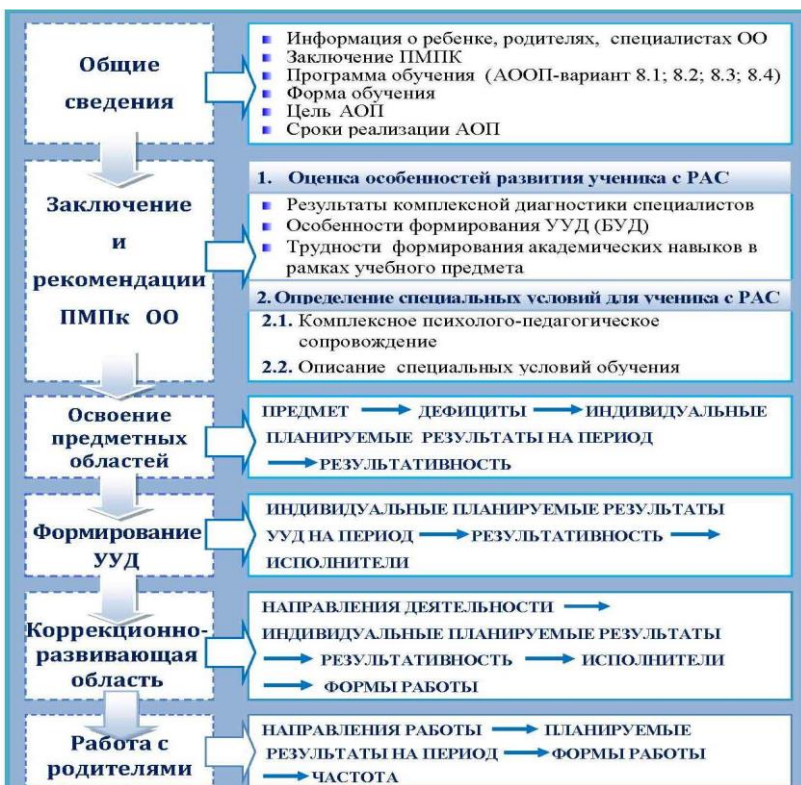 Общие
сведения
Информация о ребенке, родителях, специалистах ОО
Заключение ПМПК
Программа обучения (АООП-вариант 8.1; 8.2; 8.3; 8.4)
Форма обучения
Цель АОП
Сроки реализации АОП
Заключение
и
рекомендации
ПМПк ОО
1. Оценка особенностей развития ученика с РАС
Результаты комплексной диагностики специалистов
Особенности формирования УУД (БУД)
Трудности формирования академических навыков в
рамках учебного предмета
2. Определение специальных условий для ученика с РАС
2.1. Комплексное психолого-педагогическое
сопровождение
2.2. Описание специальных условий обучения
Освоение
предметных
областей
ПРЕДМЕТ → ДЕФИЦИТЫ → ИНДИВИДУАЛЬНЫЕ
ПЛАНИРУЕМЫЕ РЕЗУЛЬТАТЫ НА ПЕРИОД
→ РЕЗУЛЬТАТИВНОСТЬ
Формирование
УУД
ИНДИВИДУАЛЬНЫЕ ПЛАНИРУЕМЫЕ РЕЗУЛЬТАТЫ
УУД НА ПЕРИОД → РЕЗУЛЬТАТИВНОСТЬ →
ИСПОЛНИТЕЛИ
Коррекционно-
развивающая
область
НАПРАВЛЕНИЯ ДЕЯТЕЛЬНОСТИ →
ИНДИВИДУАЛЬНЫЕ ПЛАНИРУЕМЫЕ РЕЗУЛЬТАТЫ
→ РЕЗУЛЬТАТИВНОСТЬ → ИСПОЛНИТЕЛИ
→ ФОРМЫ РАБОТЫ
Работа с
родителями
НАПРАВЛЕНИЯ РАБОТЫ → ПЛАНИРУЕМЫЕ
РЕЗУЛЬТАТЫ НА ПЕРИОД → ФОРМЫ РАБОТЫ
→ ЧАСТОТА